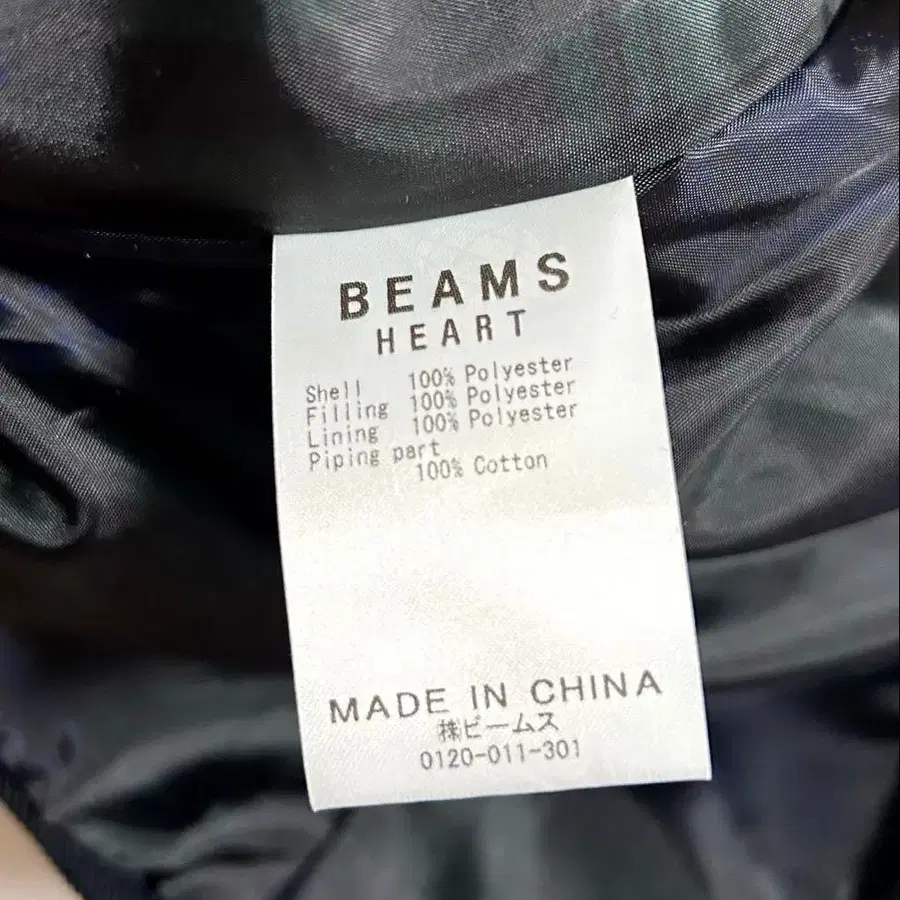 BEAMS
HEART
Shell 100% Polyester
Filling 100% Polyester
Lining 100% Polyester
Piping part
100% Cotton
MADE IN CHINA
㈱ビームス
0120-011-301